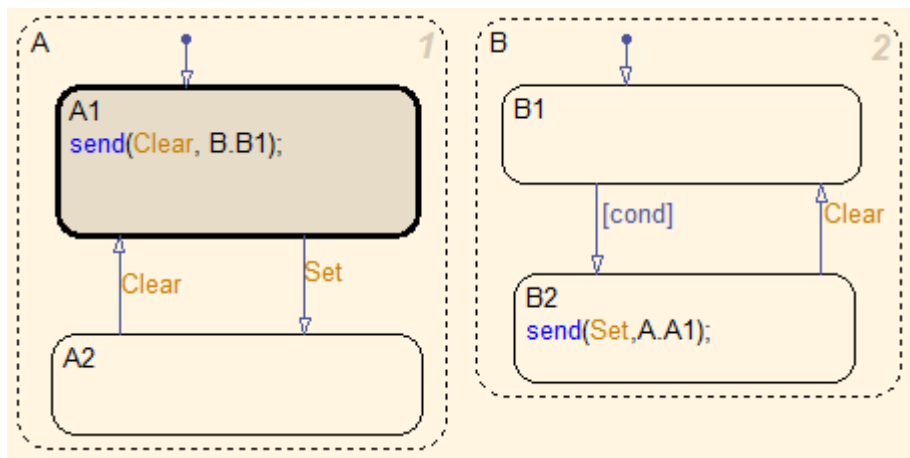 A
1
A1
send(Clear, B.B1);
Clear
Set
A2
B
2
B1
[cond]
Clear
B2
send(Set,A.A1);